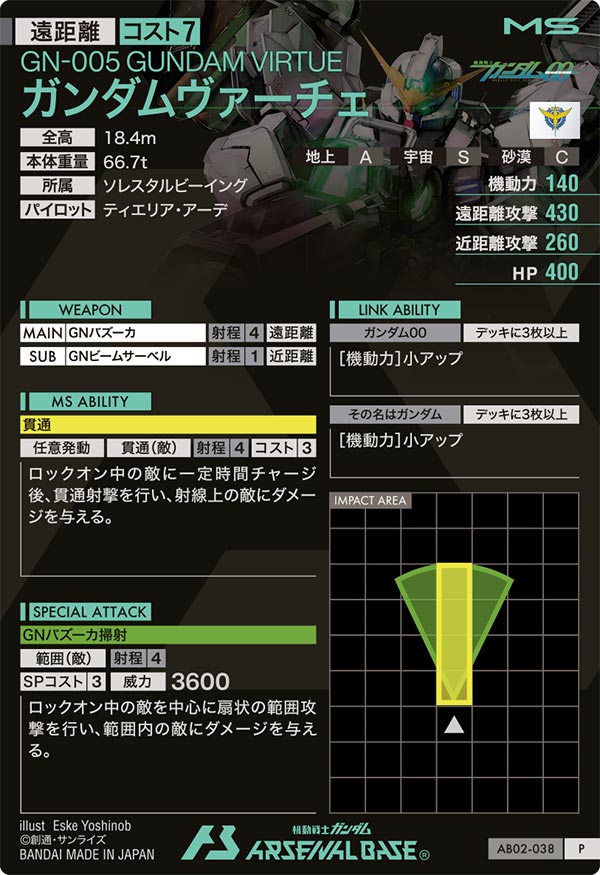 遠距離 コスト7 MS
GN-005 GUNDAM VIRTUE
ガンダムヴァーチェ
全高 18.4m
本体重量 66.7t
所属 ソレスタルビーイング
パイロット ティエリア・アーデ
地上 A 宇宙 S 砂漠 C
機動力 140
遠距離攻撃 430
近距離攻撃 260
HP 400
WEAPON
MAIN GNバズーカ 射程 4 遠距離
SUB GNビームサーベル 射程 1 近距離
MS ABILITY
貫通
任意発動 貫通(敵) 射程 4 コスト 3
ロックオン中の敵に一定時間チャージ
後、貫通射撃を行い、射線上の敵にダメー
ジを与える。
SPECIAL ATTACK
GNバズーカ掃射
範囲(敵) 射程 4
SPコスト 3 威力 3600
ロックオン中の敵を中心に扇状の範囲攻
撃を行い、範囲内の敵にダメージを与え
る。
LINK ABILITY
ガンダム00 デッキに3枚以上
[機動力]小アップ
その名はガンダム デッキに3枚以上
[機動力]小アップ
IMPACT AREA
illust Eske Yoshinob
©創通・サンライズ
BANDAI MADE IN JAPAN
機動戦士ガンダム
ARSENAL BASE®
AB02-038 P